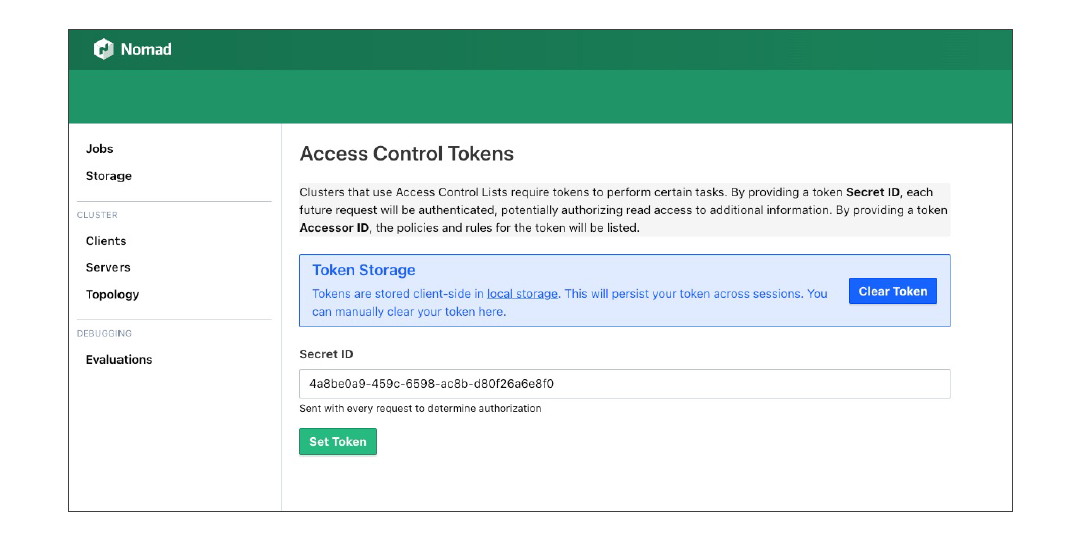 Nomad
Jobs
Storage
CLUSTER
Clients
Servers
Topology
DEBUGGING
Evaluations
Access Control Tokens
Clusters that use Access Control Lists require tokens to perform certain tasks. By providing a token Secret ID, each
future request will be authenticated, potentially authorizing read access to additional information. By providing a token
Accessor ID, the policies and rules for the token will be listed.
Token Storage
Tokens are stored client-side in local storage. This will persist your token across sessions. You
can manually clear your token here.
Clear Token
Secret ID
4a8be0a9-459c-6598-ac8b-d80f26a6e8f0
Sent with every request to determine authorization
Set Token